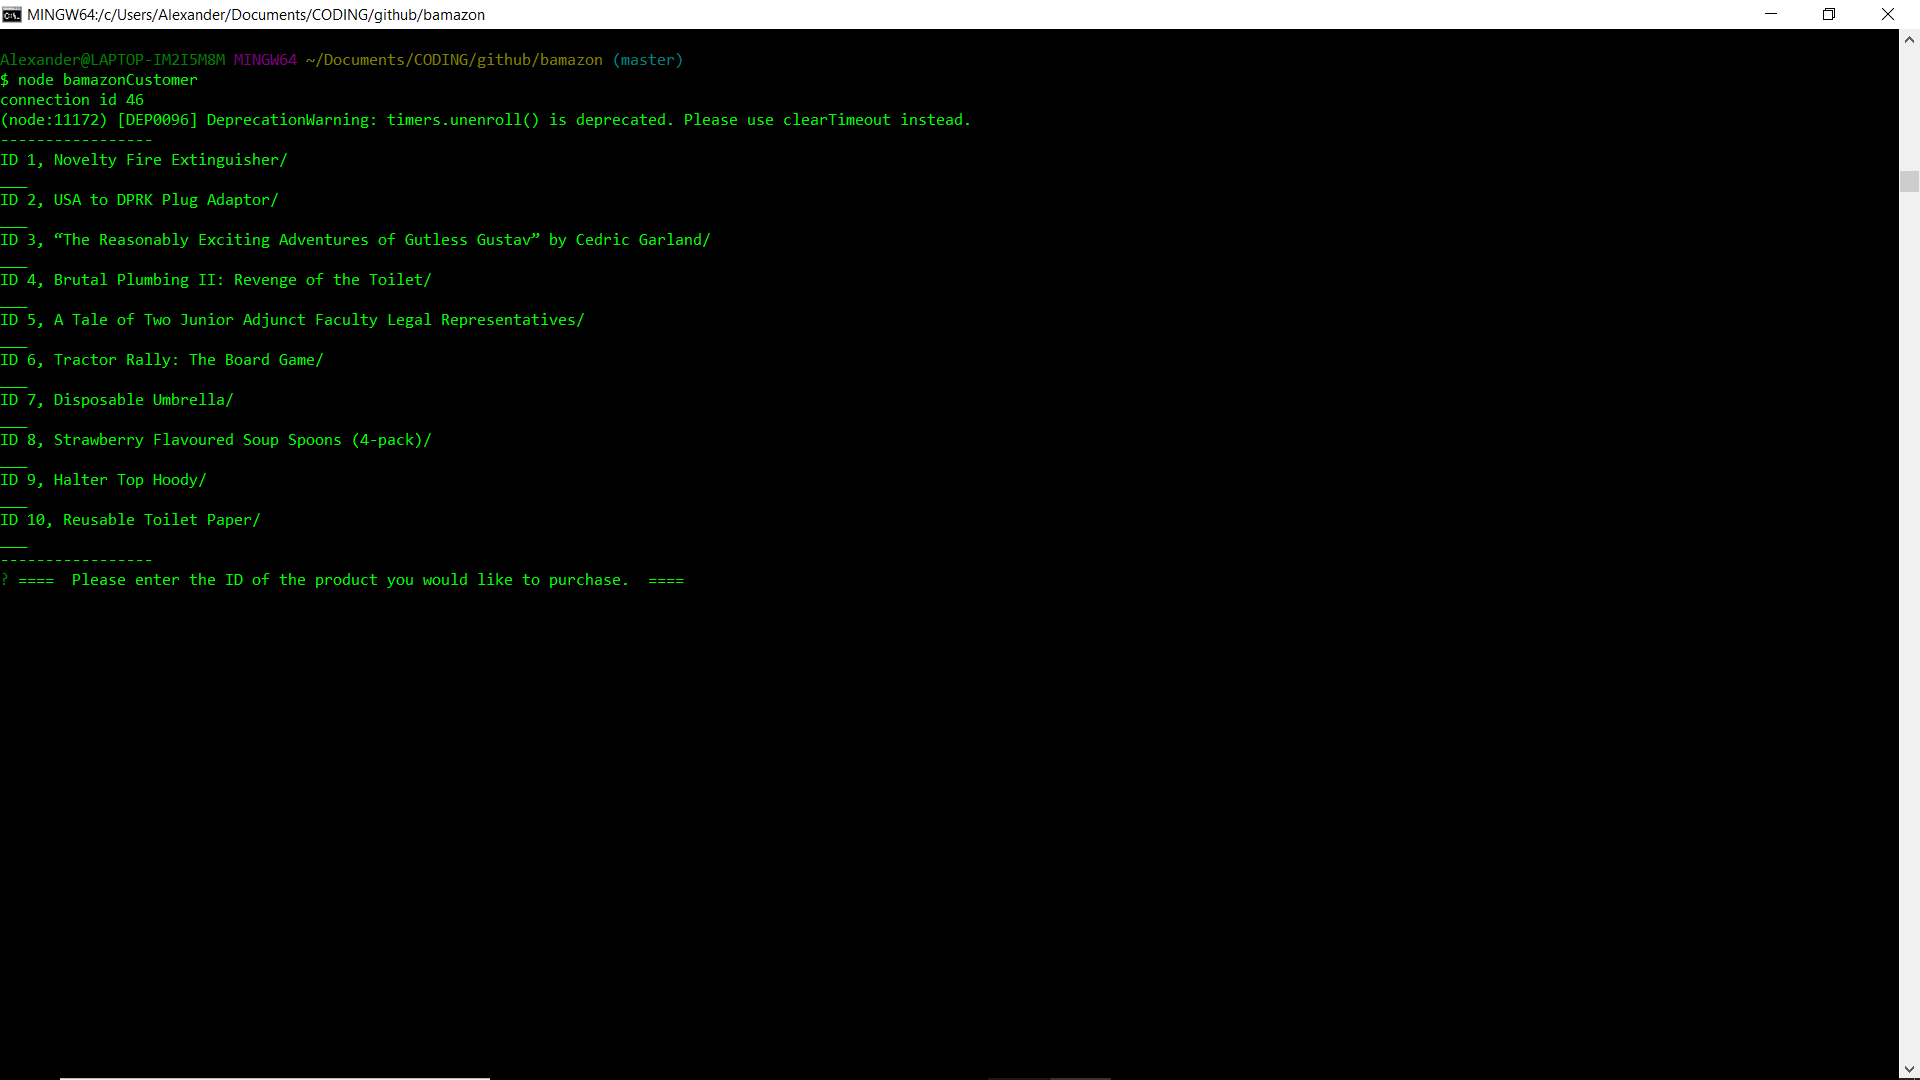 MINGW64:/c/Users/Alexander/Documents/CODING/github/bamazon
Alexander@LAPTOP-IM2I5M8M MINGW64 ~/Documents/CODING/github/bamazon (master)
$ node bamazonCustomer
connection id 46
(node:11172) [DEP0096] DeprecationWarning: timers.unenroll() is deprecated. Please use clearTimeout instead.
-----------------
ID 1, Novelty Fire Extinguisher/
___
ID 2, USA to DPRK Plug Adaptor/
___
ID 3, “The Reasonably Exciting Adventures of Gutless Gustav” by Cedric Garland/
___
ID 4, Brutal Plumbing II: Revenge of the Toilet/
___
ID 5, A Tale of Two Junior Adjunct Faculty Legal Representatives/
___
ID 6, Tractor Rally: The Board Game/
___
ID 7, Disposable Umbrella/
___
ID 8, Strawberry Flavoured Soup Spoons (4-pack)/
___
ID 9, Halter Top Hoody/
___
ID 10, Reusable Toilet Paper/
___
-----------------
? ====  Please enter the ID of the product you would like to purchase.  ====